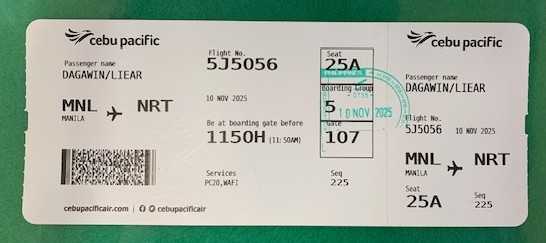 cebu pacific
Passenger name
DAGAWIN/LIEAR
MNL NRT
MANILA
cebupacificair.com | cebupacificair
Flight No.
5J5056
10 NOV 2025
Be at boarding gate before
1150H (11:50AM)
Services
PC20,WAFI
Seat
25A
Boarding Group
5
Gate
107
Seq
225
PHILIPPINES
10 NOV 2025
cebu pacific
Passenger name
DAGAWIN/LIEAR
Flight No.
5J5056 10 NOV 2025
MNL NRT
MANILA
Seat Seq
25A 225